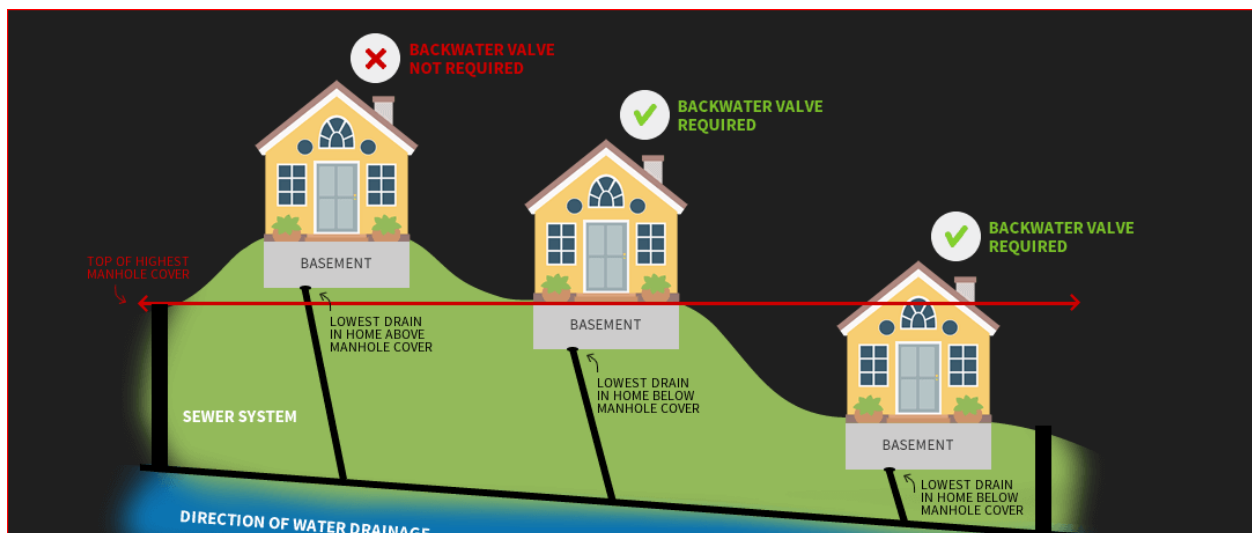 BACKWATER VALVE
NOT REQUIRED
BACKWATER VALVE
REQUIRED
BACKWATER VALVE
REQUIRED
TOP OF HIGHEST
MANHOLE COVER
BASEMENT
BASEMENT
BASEMENT
LOWEST DRAIN
IN HOME ABOVE
MANHOLE COVER
LOWEST DRAIN
IN HOME BELOW
MANHOLE COVER
LOWEST DRAIN
IN HOME BELOW
MANHOLE COVER
SEWER SYSTEM
DIRECTION OF WATER DRAINAGE